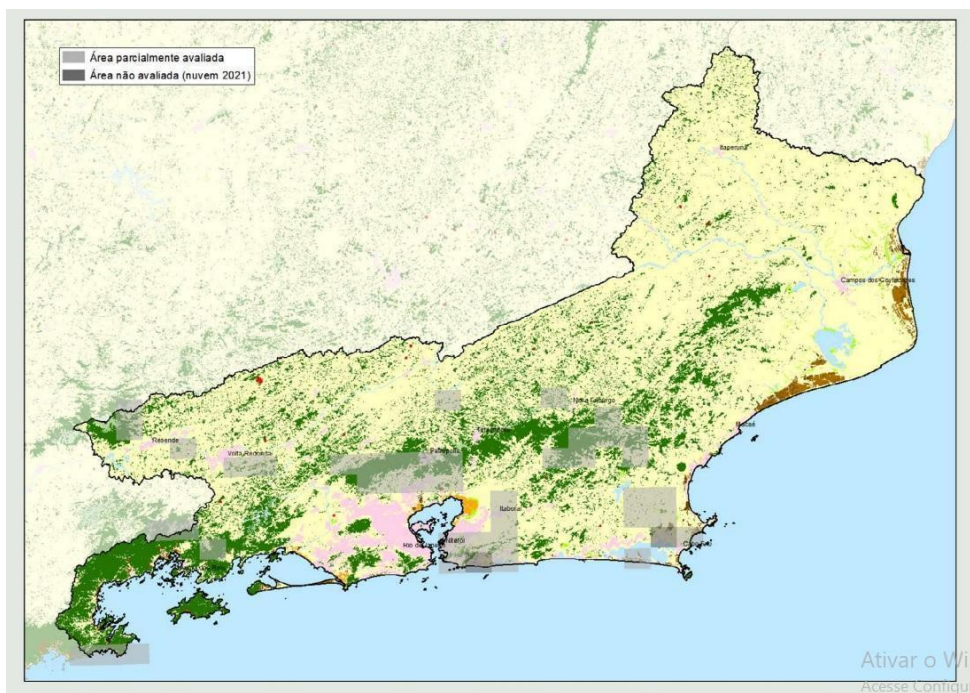 Área parcialmente avaliada
Área não avaliada (nuvem 2021)
Itaperuna
Campos dos Goytacazes
Nova Friburgo
Macaé
Resende
Volta Redonda
Petrópolis
Itaboraí
Niterói
Rio de
Cabo Frio
Ativar o Wi
Acesse Configu